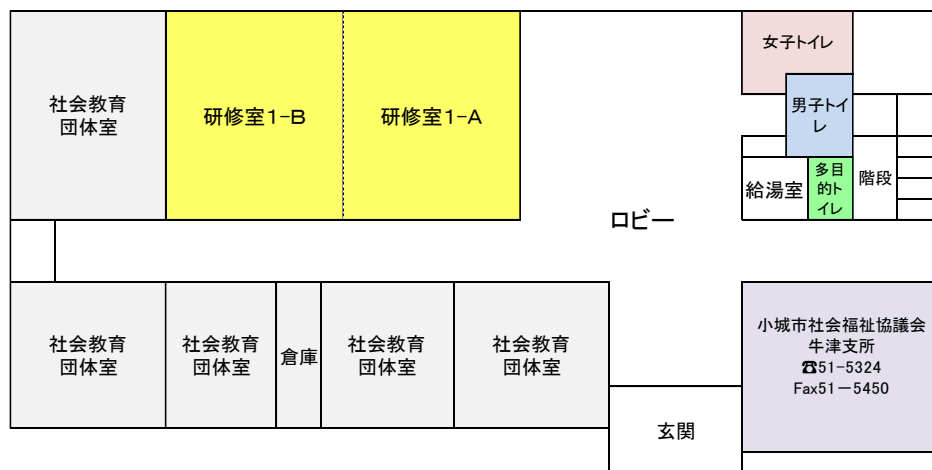 女子トイレ
社会教育
団体室
研修室1-B
研修室1-A
男子トイ
レ
給湯室
多目
的ト
イレ
階段
ロビー
社会教育
団体室
社会教育
団体室
倉庫
社会教育
団体室
社会教育
団体室
小城市社会福祉協議会
牛津支所
☎51-5324
Fax51－5450
玄関